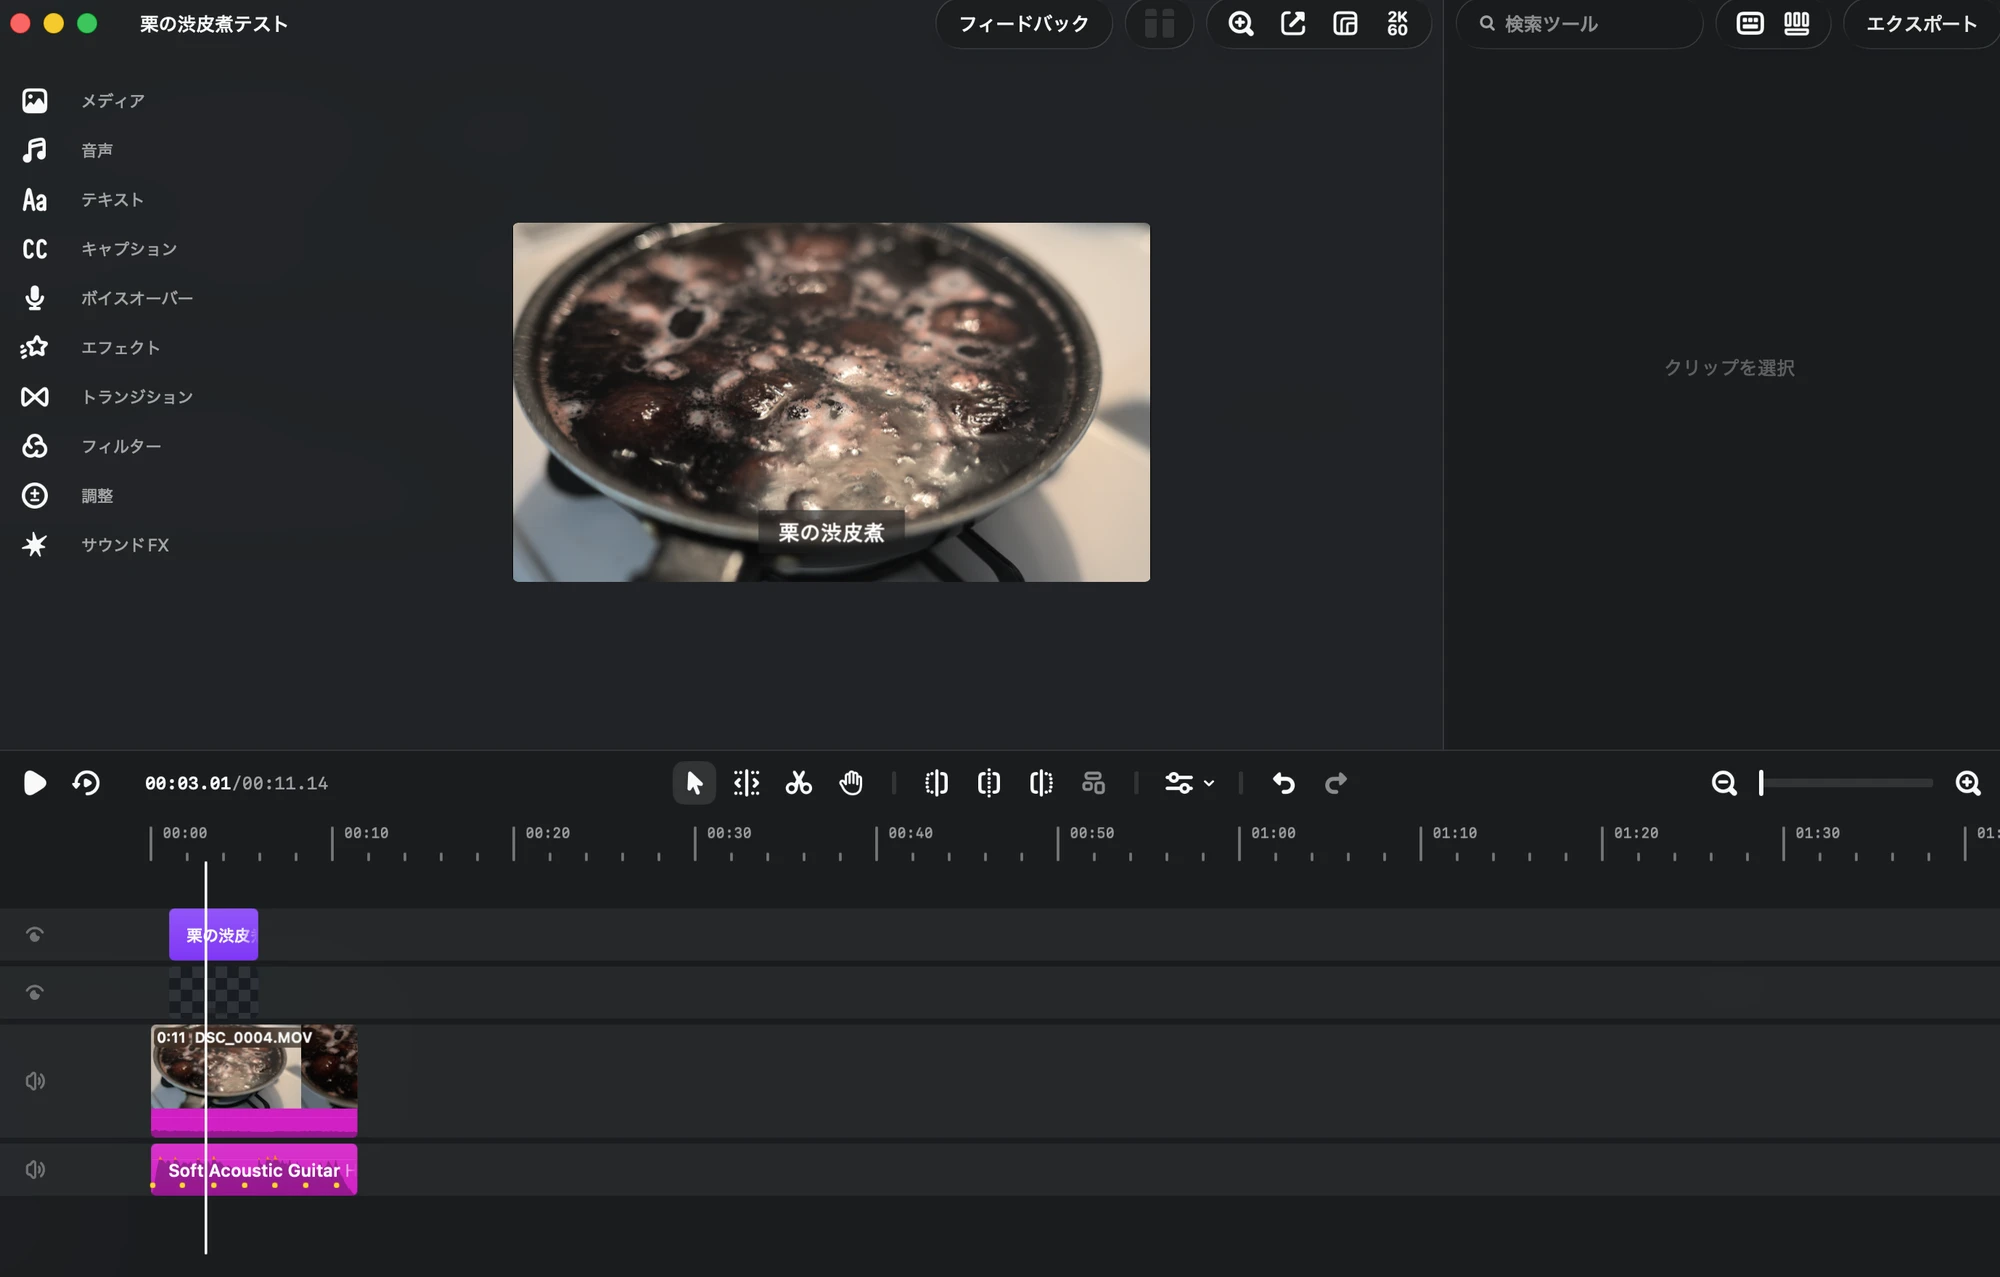 栗の渋皮煮テスト
フィードバック
2K
60
検索ツール
エクスポート
メディア
音声
Aa テキスト
CC キャプション
ボイスオーバー
エフェクト
トランジション
フィルター
調整
サウンドFX
栗の渋皮煮
クリップを選択
00:03.01/00:11.14
00:00 00:10 00:20 00:30 00:40 00:50 01:00 01:10 01:20 01:30 01:
栗の渋皮
0:11 DSC_0004.MOV
Soft Acoustic Guitar